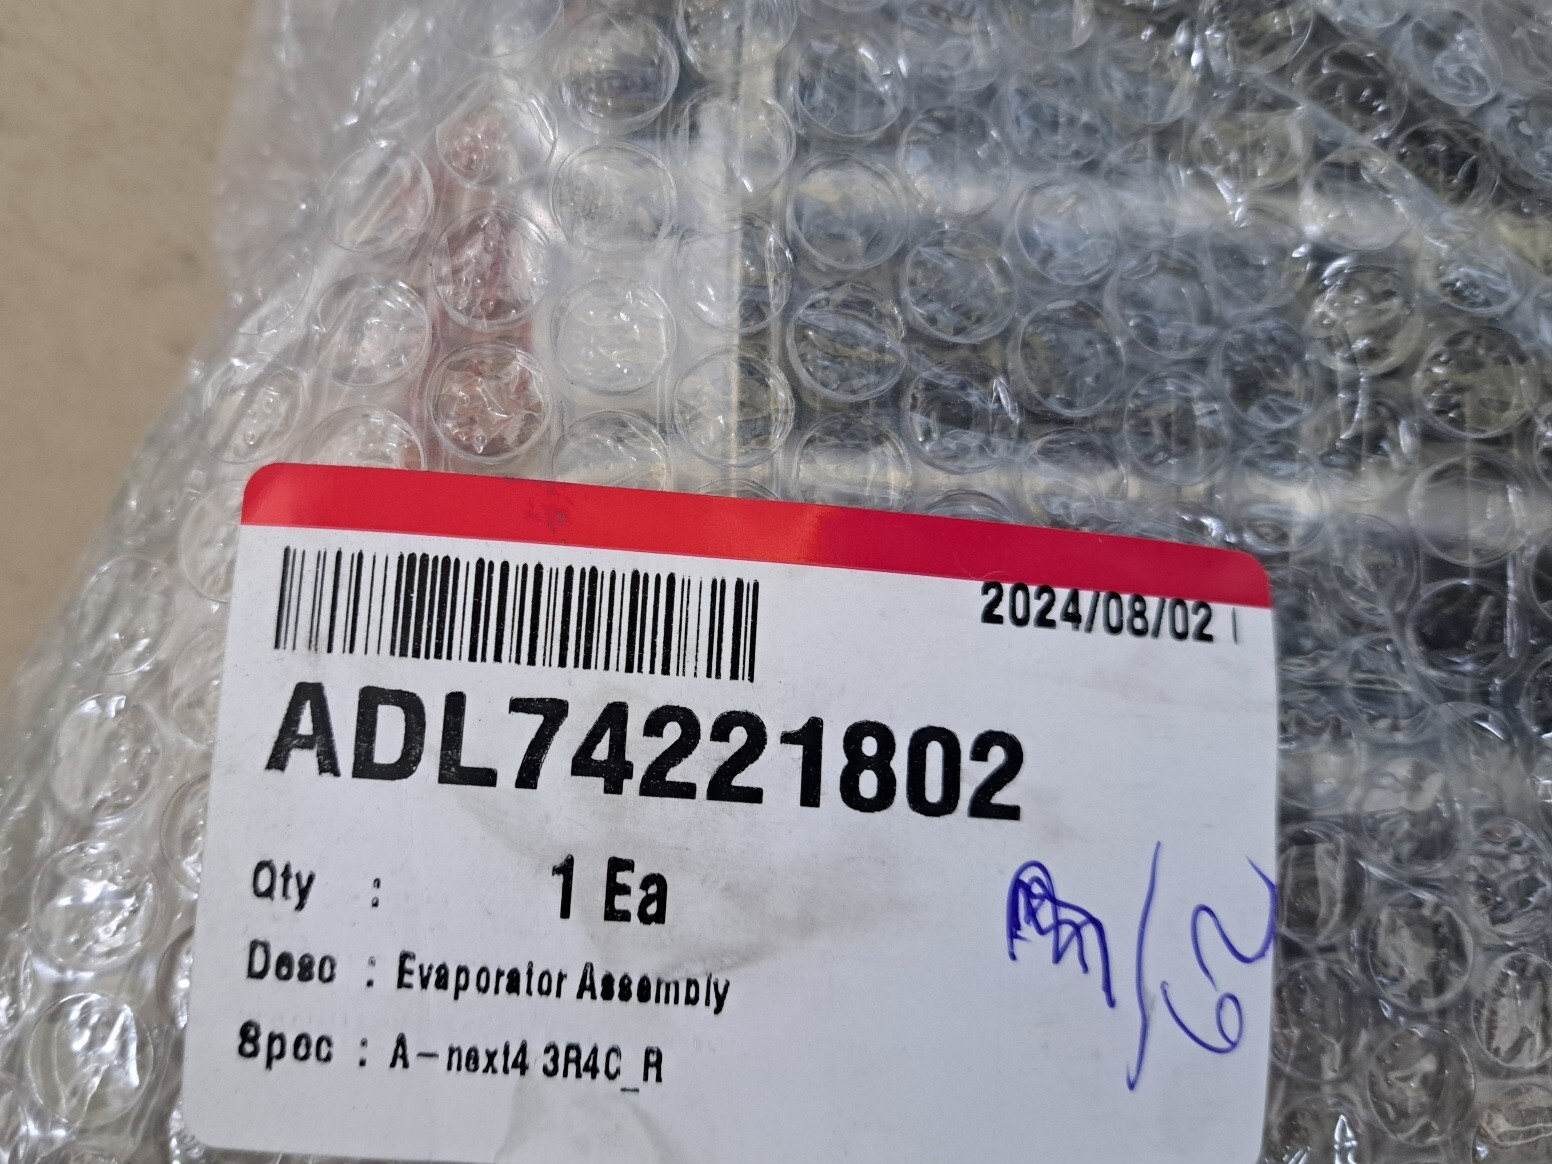 2024/08/02
ADL74221802
Qty : 1 Ea
Desc : Evaporator Assembly
Spec : A-next4 3R4C_R